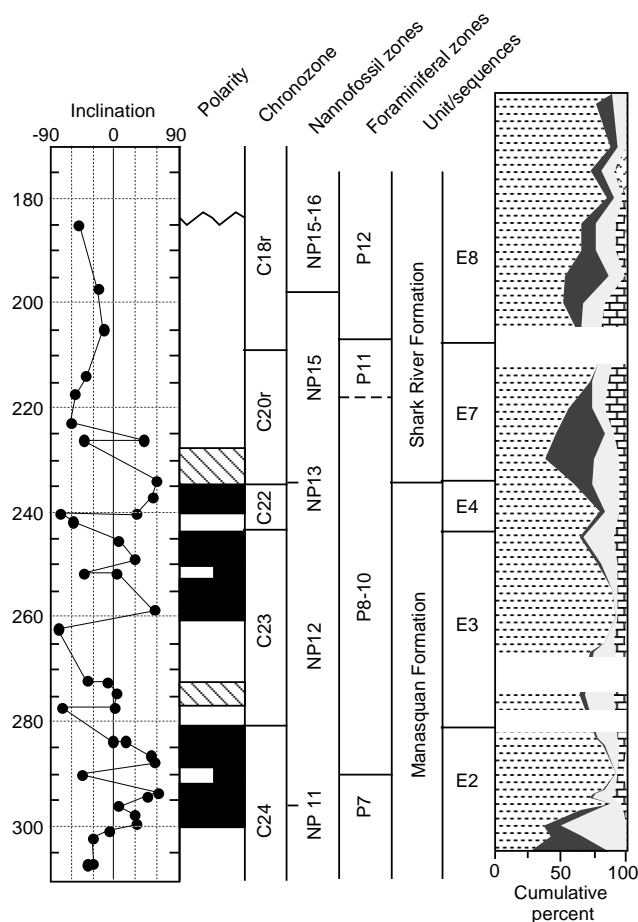 Inclination
-90 0 90
Polarity
Chronozone
Nannofossil zones
Foraminiferal zones
Unit/sequences
180
200
220
240
260
280
300
C18r
C20r
C22
C23
C24
NP15-16
NP15
NP13
NP12
NP 11
P12
P11
P8-10
P7
Shark River Formation
Manasquan Formation
E8
E7
E4
E3
E2
0 50 100
Cumulative
percent